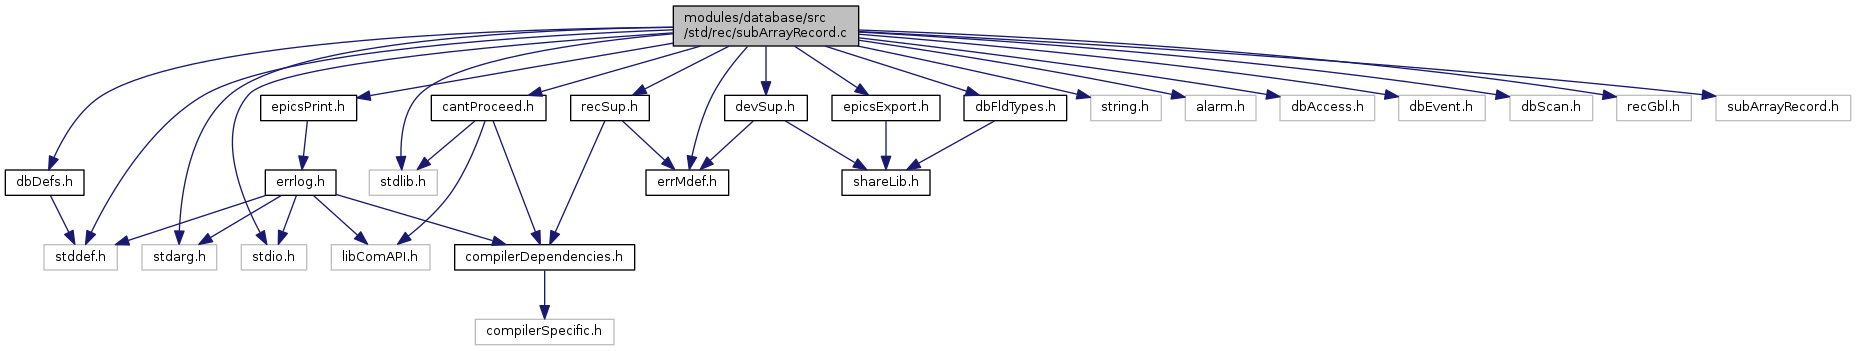 modules/database/src
/std/rec/subArrayRecord.c
epicsPrint.h
cantProceed.h
recSup.h
devSup.h
epicsExport.h
dbFldTypes.h
string.h
alarm.h
dbAccess.h
dbEvent.h
dbScan.h
recGbl.h
subArrayRecord.h
dbDefs.h
errlog.h
stdlib.h
errMdef.h
shareLib.h
stddef.h
stdarg.h
stdio.h
libComAPI.h
compilerDependencies.h
compilerSpecific.h